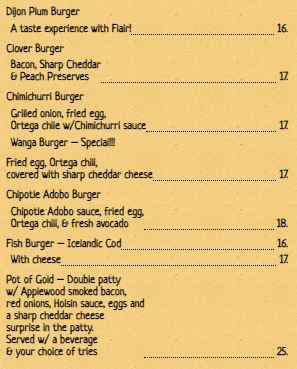 Dijon Plum Burger
A taste experience with Flair! 16.
Clover Burger
Bacon, Sharp Cheddar
& Peach Preserves 17.
Chimichurri Burger
Grilled onion, fried egg,
Ortega chile w/Chimichurri sauce 17.
Wanga Burger – Special!!!
Fried egg, Ortega chili,
covered with sharp cheddar cheese 17.
Chipotle Adobo Burger
Chipotle Adobo sauce, fried egg,
Ortega chili, & fresh avocado 18.
Fish Burger – Icelandic Cod 16.
With cheese 17.
Pot of Gold – Double patty
w/ Applewood smoked bacon,
red onions, Hoisin sauce, eggs and
a sharp cheddar cheese
surprise in the patty.
Served w/ a beverage
& your choice of tries 25.